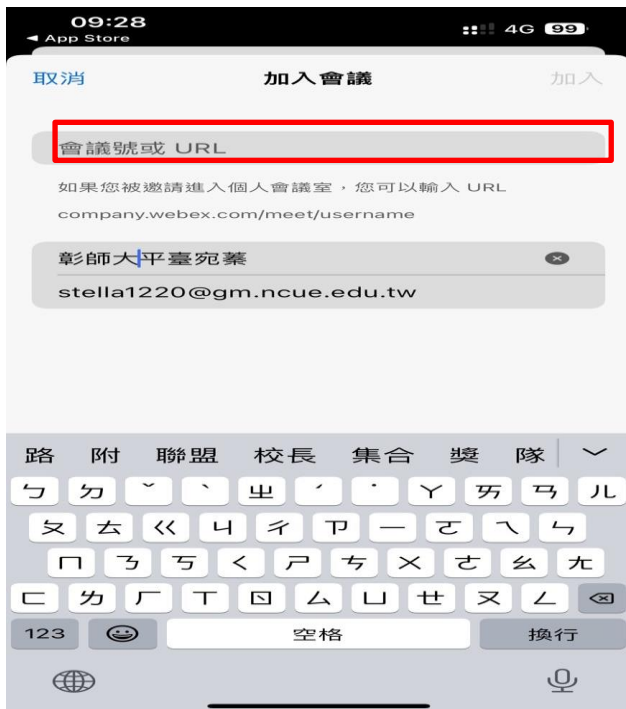 09:28
4G 99
◀ App Store
取消 加入會議 加入
會議號或 URL
如果您被邀請進入個人會議室，您可以輸入 URL
company.webex.com/meet/username
彰師大平臺宛蓁
stella1220@gm.ncue.edu.tw
路 附 聯盟 校長 集合 獎 隊
ㄅ ㄉ ˇ ˋ ㄓ ˊ ˙ ㄚ ㄞ ㄢ ㄦ
ㄆ ㄊ ㄍ ㄐ ㄔ ㄗ ㄧ ㄛ ㄟ ㄣ
ㄇ ㄋ ㄎ ㄑ ㄕ ㄘ ㄨ ㄜ ㄠ ㄤ
ㄈ ㄌ ㄏ ㄒ ㄖ ㄙ ㄩ ㄝ ㄡ ㄥ
123 空格 換行